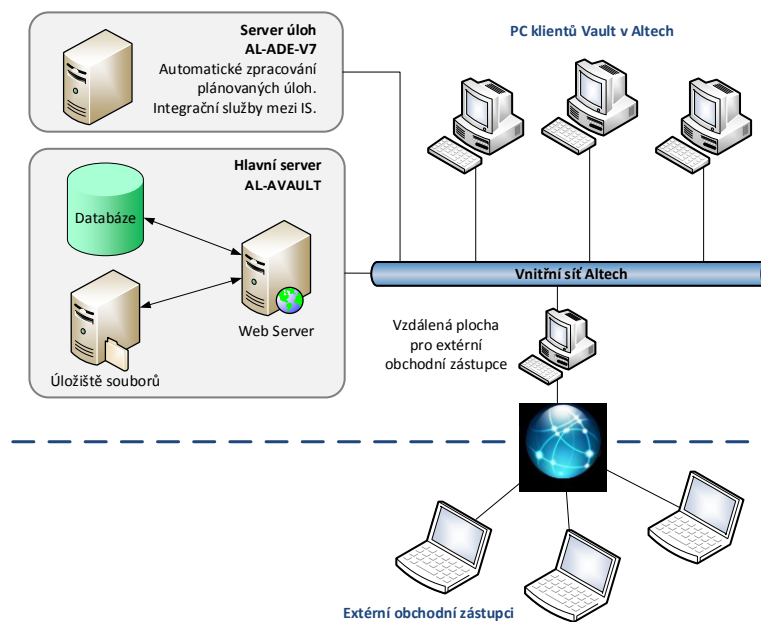 Server úloh
AL-ADE-V7
Automatické zpracování
plánovaných úloh.
Integrační služby mezi IS.
PC klientů Vault v Altech
Hlavní server
AL-AVAULT
Databáze
Web Server
Úložiště souborů
Vnitřní síť Altech
Vzdálená plocha
pro extérní
obchodní zástupce
Extérní obchodní zástupci